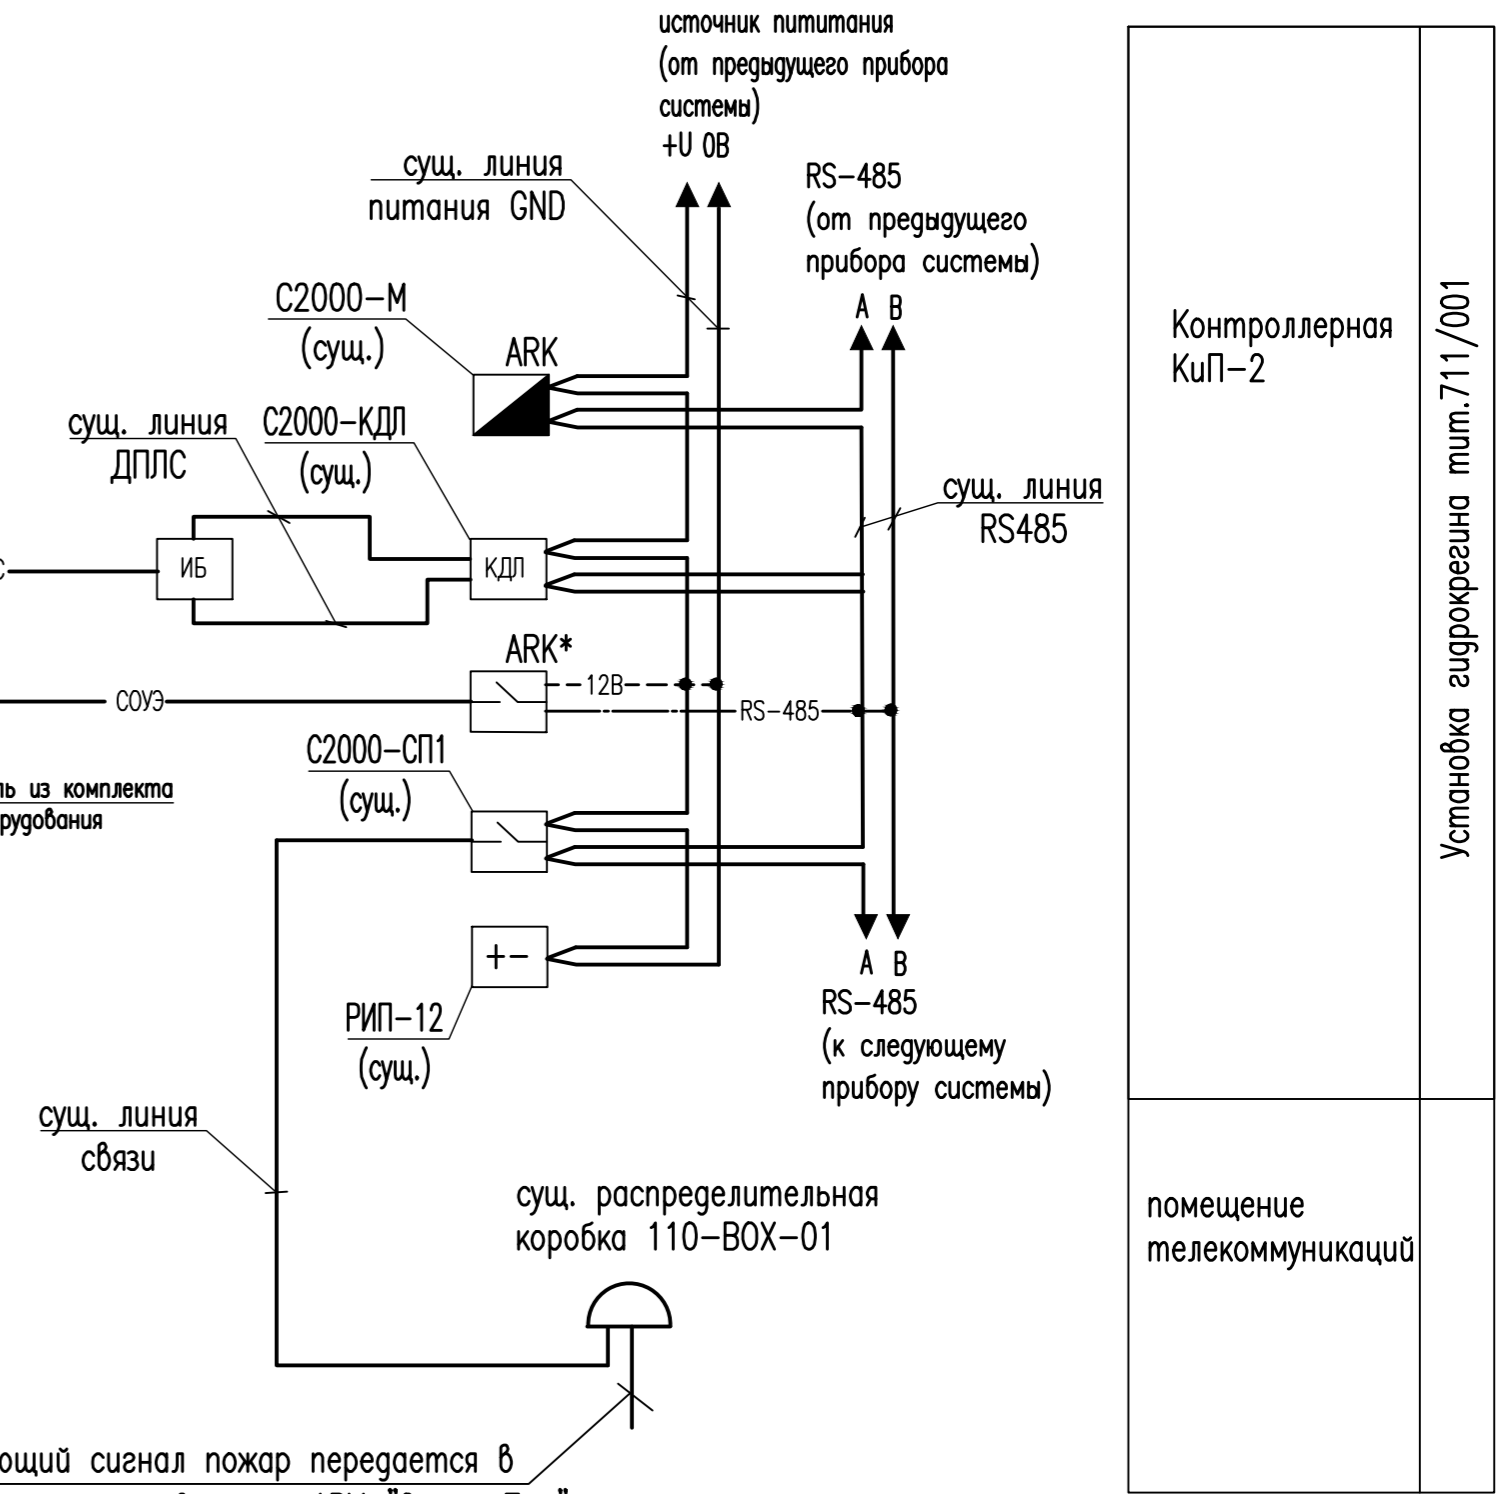 источник пититания
(от предыдущего прибора
системы)
+U 0В
сущ. линия
питания GND
RS-485
(от предыдущего
прибора системы)
A B
С2000-М
(сущ.)
ARK
сущ. линия
ДПЛС
С2000-КДЛ
(сущ.)
сущ. линия
RS485
ИБ
КДЛ
ARK*
12В
СОУЭ
RS-485
С2000-СП1
(сущ.)
из комплекта
+-
РИП-12
(сущ.)
A B
RS-485
(к следующему
прибору системы)
сущ. линия
связи
сущ. распределительная
коробка 110-BOX-01
сигнал пожар передается в
Контроллерная
КиП-2
Установка гидрокрегина тит.711/001
помещение
телекоммуникаций